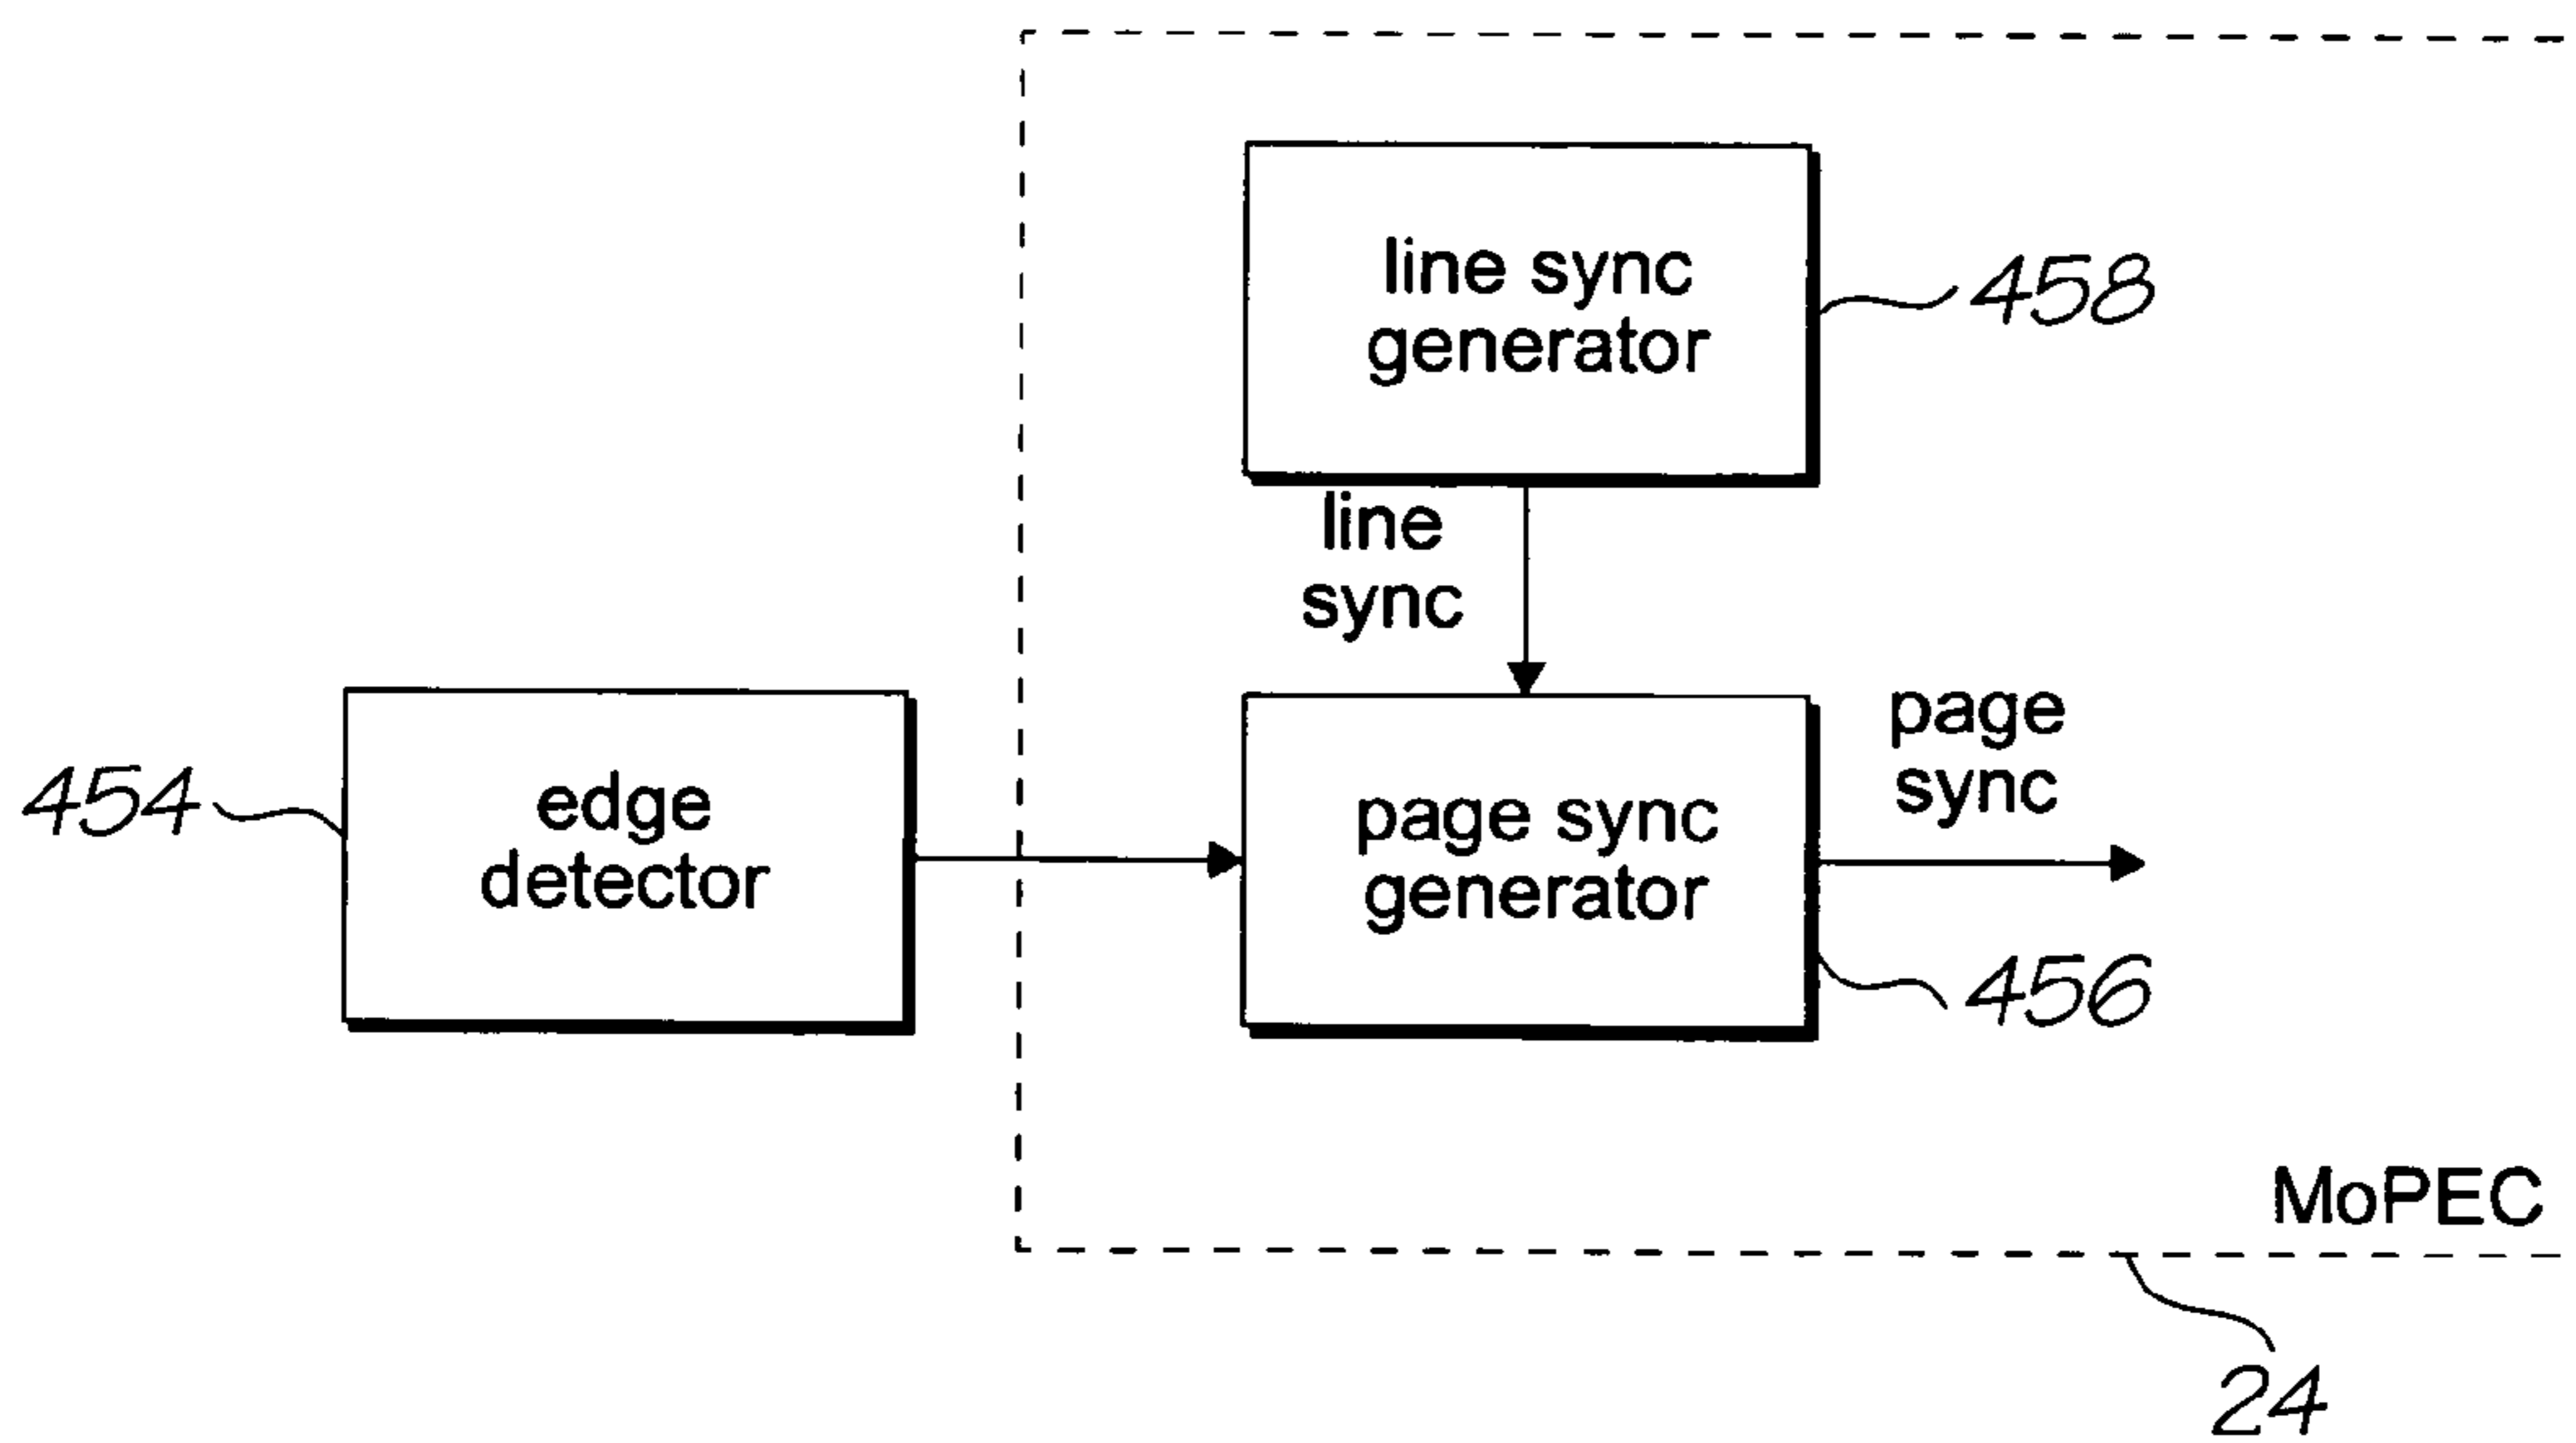 line sync
generator
458
line
sync
454
edge
detector
page sync
generator
page
sync
456
MoPEC
24